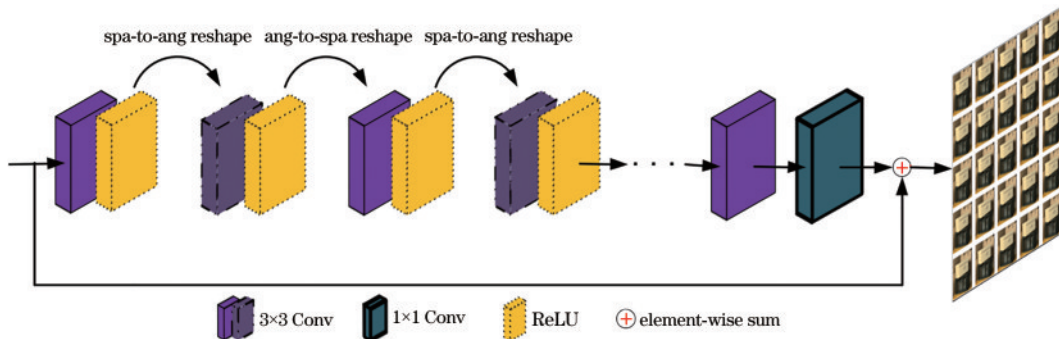 spa-to-ang reshape
ang-to-spa reshape
spa-to-ang reshape
3×3 Conv
1×1 Conv
ReLU
element-wise sum